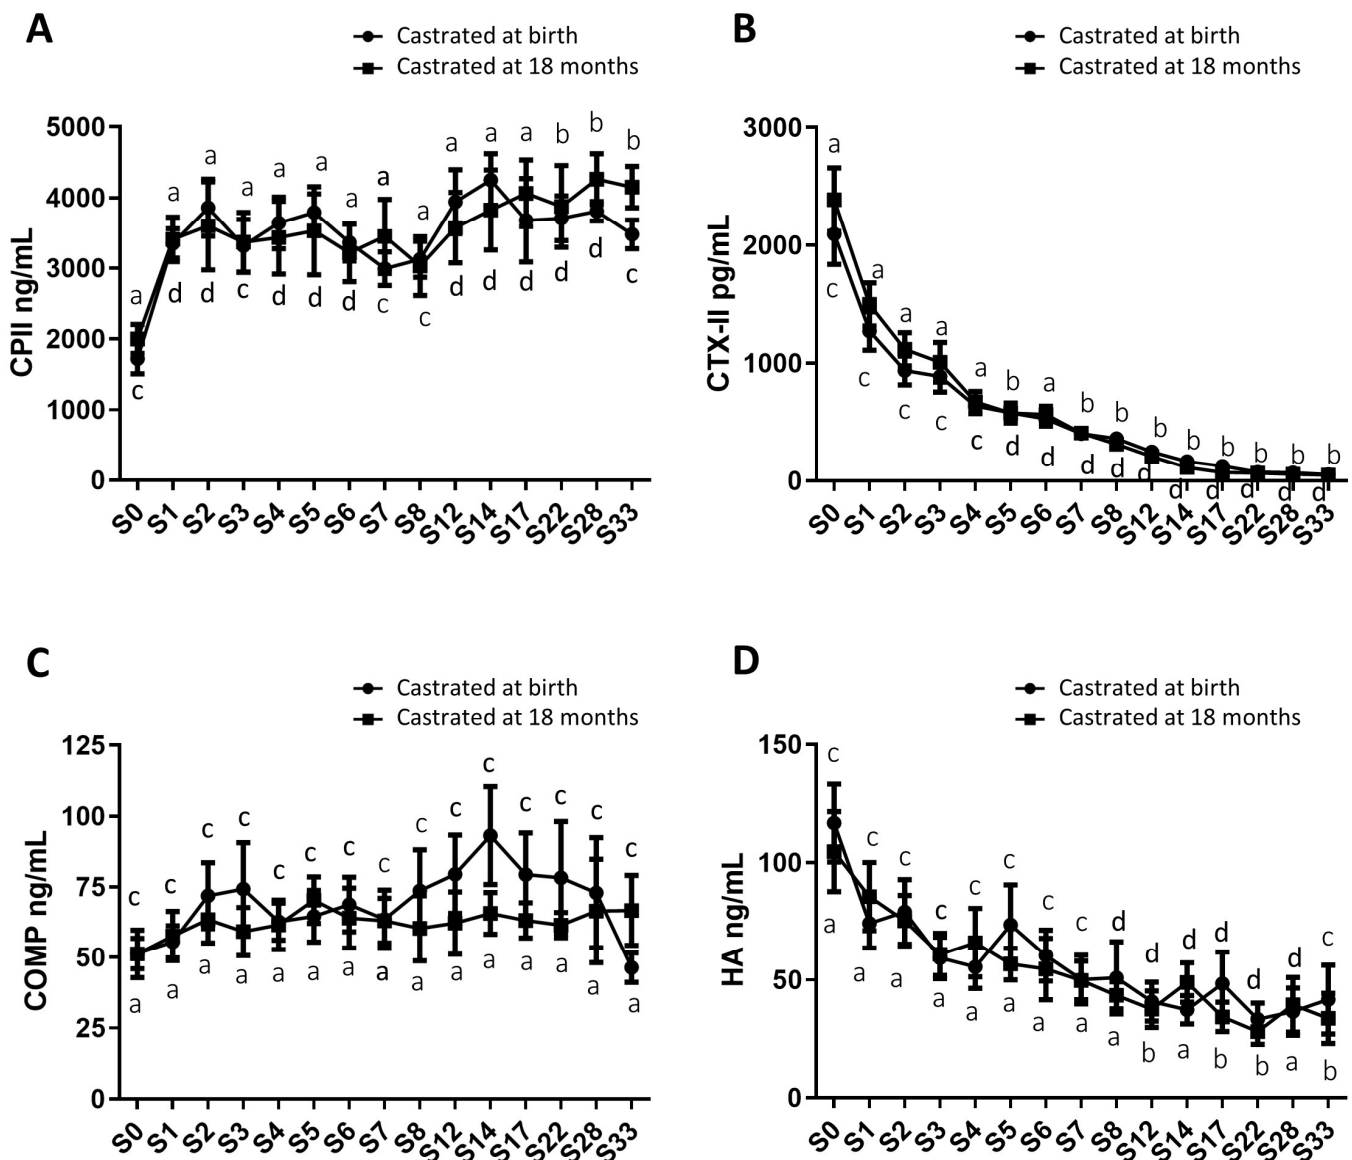 A
Castrated at birth
Castrated at 18 months
CPII ng/mL
5000
4000
3000
2000
1000
0
a a a a a a a a a a a a b b b
c d d c d d d c c d d d d d c
S0 S1 S2 S3 S4 S5 S6 S7 S8 S12 S14 S17 S22 S28 S33
B
Castrated at birth
Castrated at 18 months
CTX-II pg/mL
3000
2000
1000
0
a a a a a b a b b b b b b b b
c c c c c d d d d d d d d d d
S0 S1 S2 S3 S4 S5 S6 S7 S8 S12 S14 S17 S22 S28 S33
C
Castrated at birth
Castrated at 18 months
COMP ng/mL
125
100
75
50
25
0
c c c c c c c c c c c c c c c
a a a a a a a a a a a a a a a
S0 S1 S2 S3 S4 S5 S6 S7 S8 S12 S14 S17 S22 S28 S33
D
Castrated at birth
Castrated at 18 months
HA ng/mL
150
100
50
0
c c c c c c c c d d d d d d c
a a a a a a a a a b a b b a b
S0 S1 S2 S3 S4 S5 S6 S7 S8 S12 S14 S17 S22 S28 S33